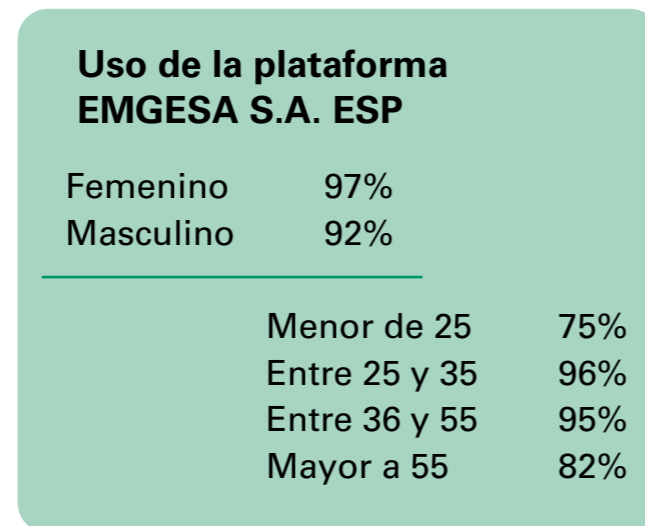 Uso de la plataforma
EMGESA S.A. ESP
Femenino 97%
Masculino 92%
Menor de 25 75%
Entre 25 y 35 96%
Entre 36 y 55 95%
Mayor a 55 82%